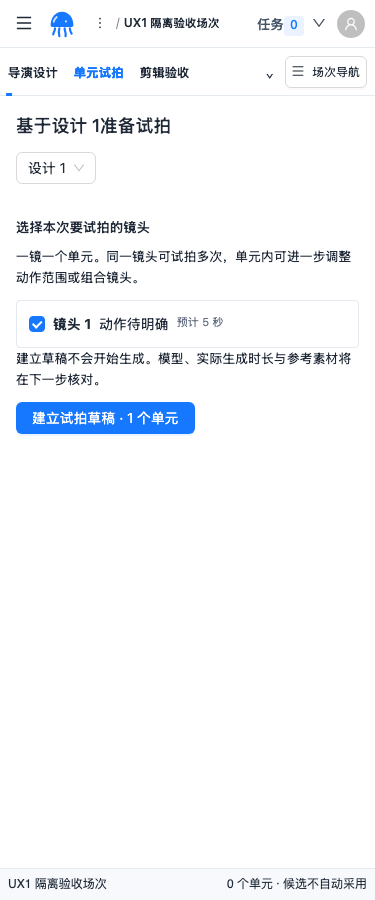 / UX1 隔离验收场次
任务 0
导演设计 单元试拍 剪辑验收 场次导航
基于设计 1准备试拍
设计 1
选择本次要试拍的镜头
一镜一个单元。同一镜头可试拍多次，单元内可进一步调整
动作范围或组合镜头。
镜头 1 动作待明确 预计 5 秒
建立草稿不会开始生成。模型、实际生成时长与参考素材将
在下一步核对。
建立试拍草稿 · 1 个单元
UX1 隔离验收场次 0 个单元 · 候选不自动采用